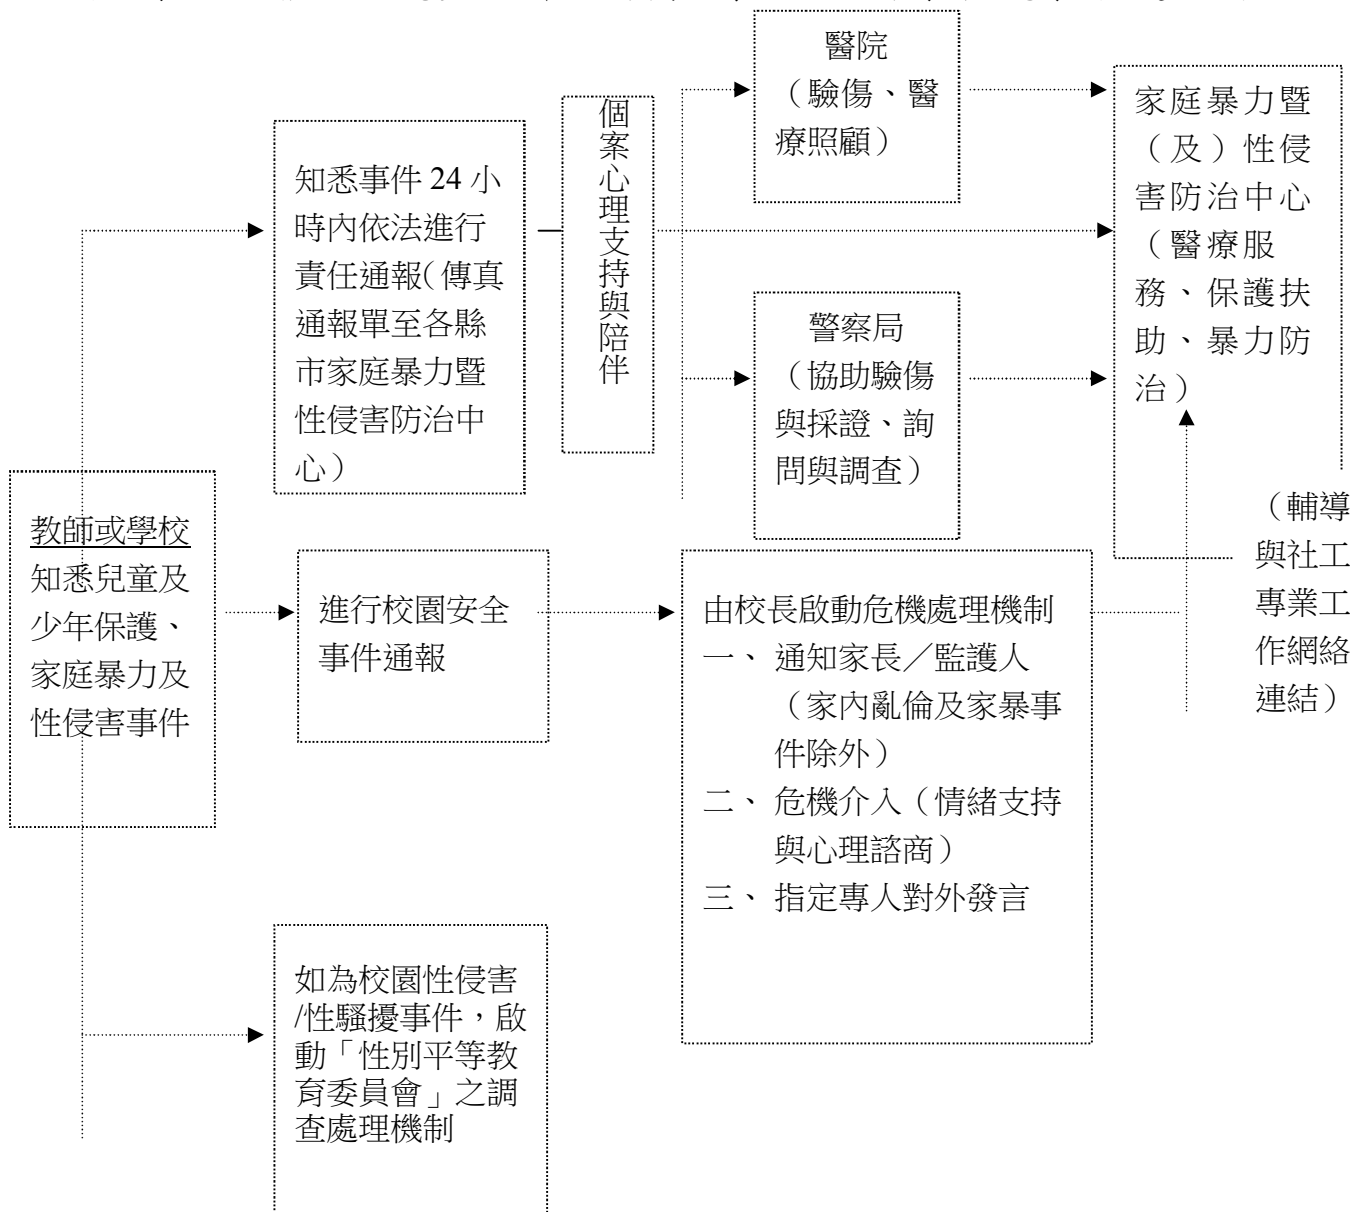 醫院
（驗傷、醫
療照顧）
家庭暴力暨
（及）性侵
害防治中心
（醫療服
務、保護扶
助、暴力防
治）
個案心理支持與陪伴
知悉事件 24 小
時內依法進行
責任通報（傳真
通報單至各縣
市家庭暴力暨
性侵害防治中
心）
警察局
（協助驗傷
與採證、詢
問與調查）
教師或學校
知悉兒童及
少年保護、
家庭暴力及
性侵害事件
進行校園安全
事件通報
由校長啟動危機處理機制
一、 通知家長／監護人
（家內亂倫及家暴事
件除外）
二、 危機介入（情緒支持
與心理諮商）
三、 指定專人對外發言
（輔導
與社工
專業工
作網絡
連結）
如為校園性侵害
/性騷擾事件，啟
動「性別平等教
育委員會」之調
查處理機制